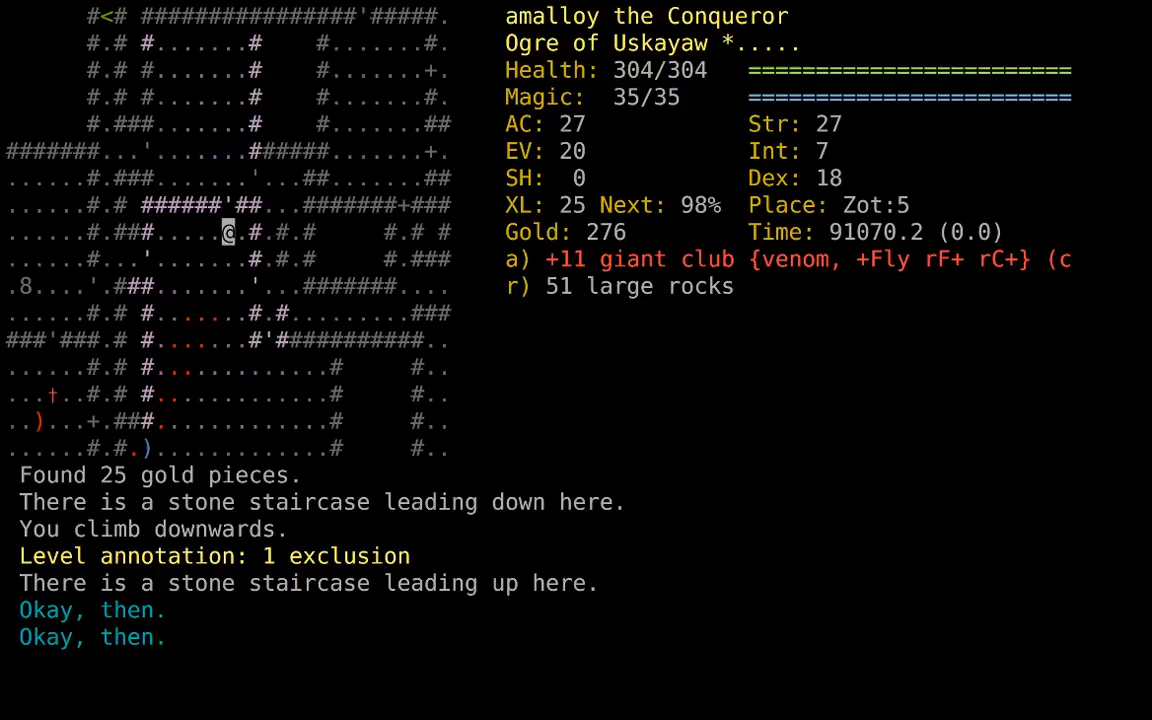 amalloy the Conqueror
Ogre of Uskayaw *.....
Health: 304/304 ========================
Magic: 35/35 ========================
AC: 27 Str: 27
EV: 20 Int: 7
SH: 0 Dex: 18
XL: 25 Next: 98% Place: Zot:5
Gold: 276 Time: 91070.2 (0.0)
a) +11 giant club {venom, +Fly rF+ rC+} (c
r) 51 large rocks
Found 25 gold pieces.
There is a stone staircase leading down here.
You climb downwards.
Level annotation: 1 exclusion
There is a stone staircase leading up here.
Okay, then.
Okay, then.